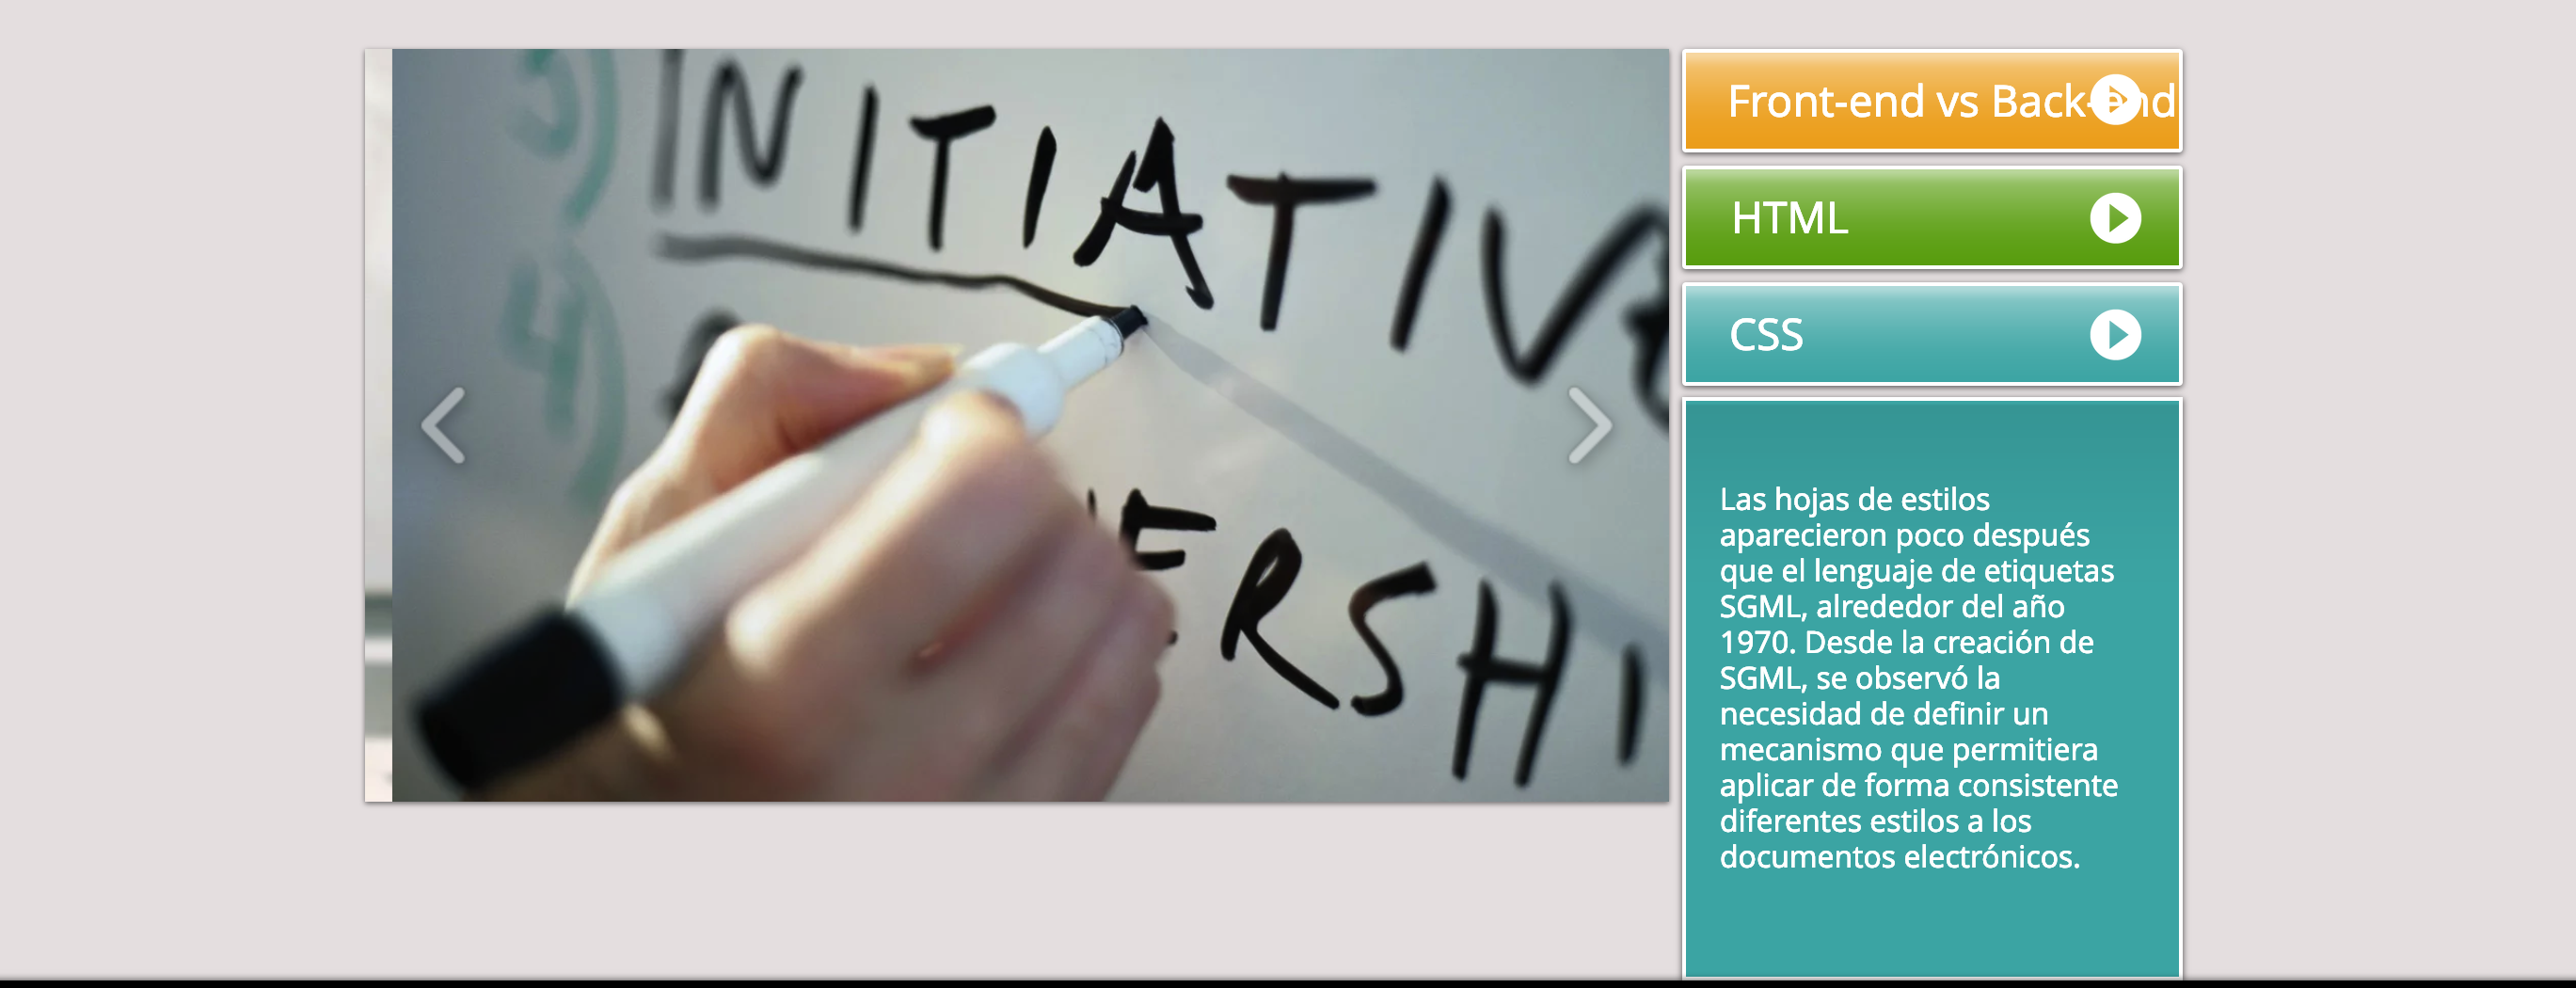 3)
INITIATIVE
4)
ERSHI
Front-end vs Back-end
HTML
CSS
Las hojas de estilos
aparecieron poco después
que el lenguaje de etiquetas
SGML, alrededor del año
1970. Desde la creación de
SGML, se observó la
necesidad de definir un
mecanismo que permitiera
aplicar de forma consistente
diferentes estilos a los
documentos electrónicos.